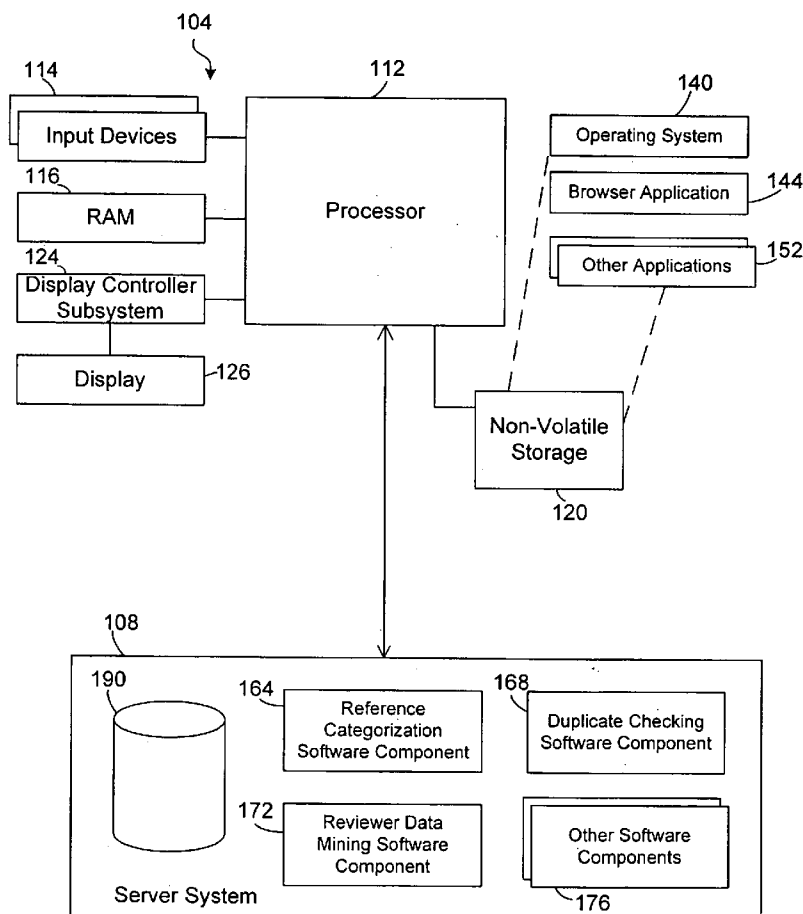 104
114
Input Devices
116
RAM
124
Display Controller
Subsystem
Display
126
112
Processor
140
Operating System
Browser Application
144
Other Applications
152
Non-Volatile
Storage
120
108
190
Server System
164
Reference
Categorization
Software Component
168
Duplicate Checking
Software Component
172
Reviewer Data
Mining Software
Component
Other Software
Components
176